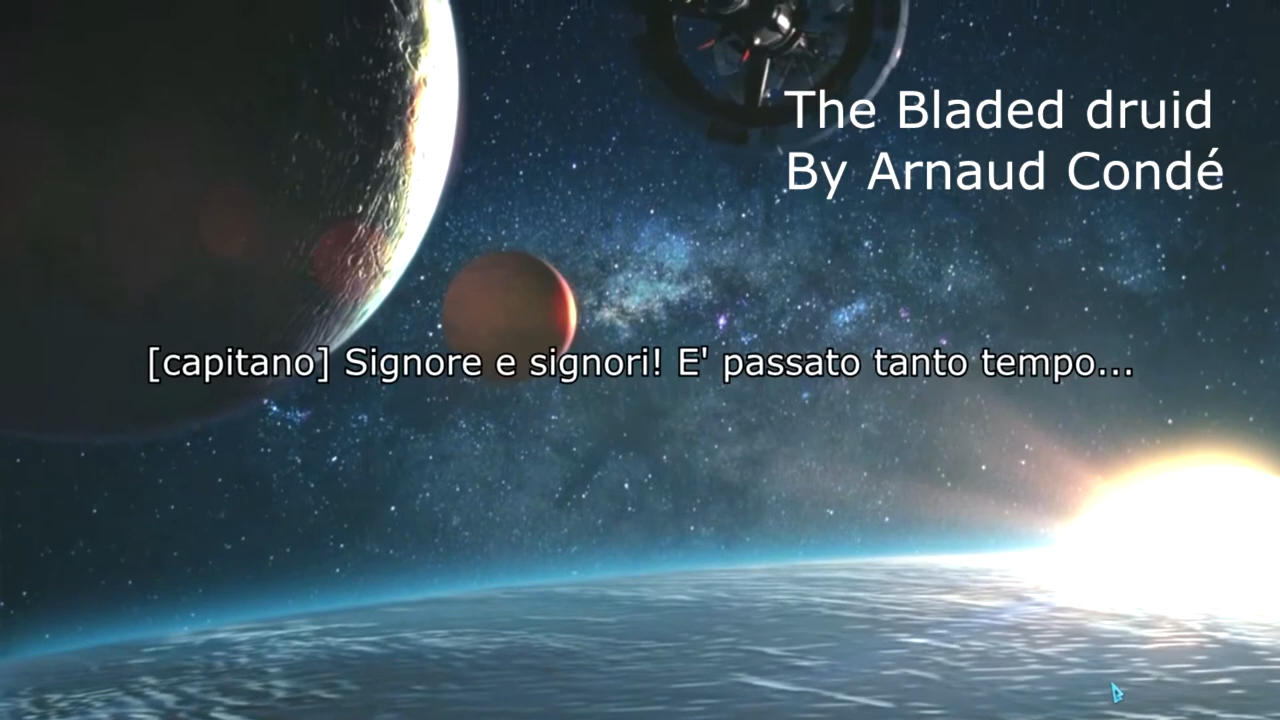 The Bladed druid
By Arnaud Condé
[capitano] Signore e signori! E' passato tanto tempo...